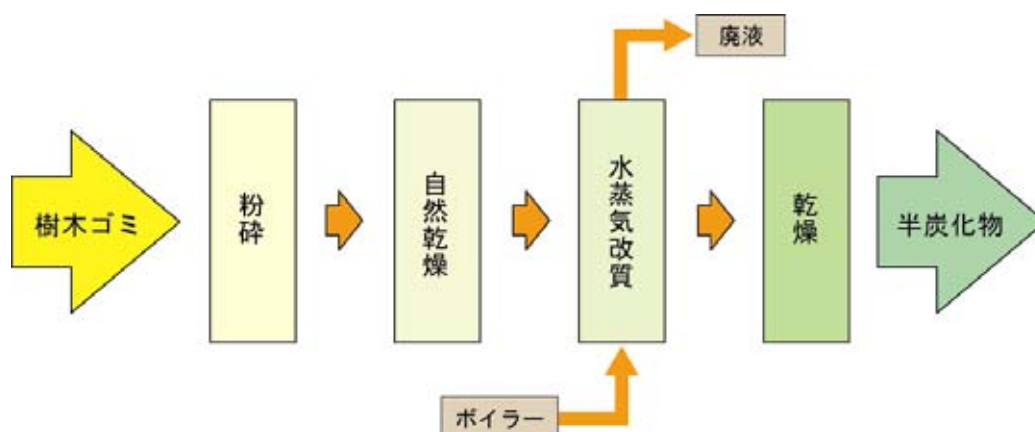 廃液
樹木ゴミ
粉砕
自然乾燥
水蒸気改質
乾燥
半炭化物
ボイラー